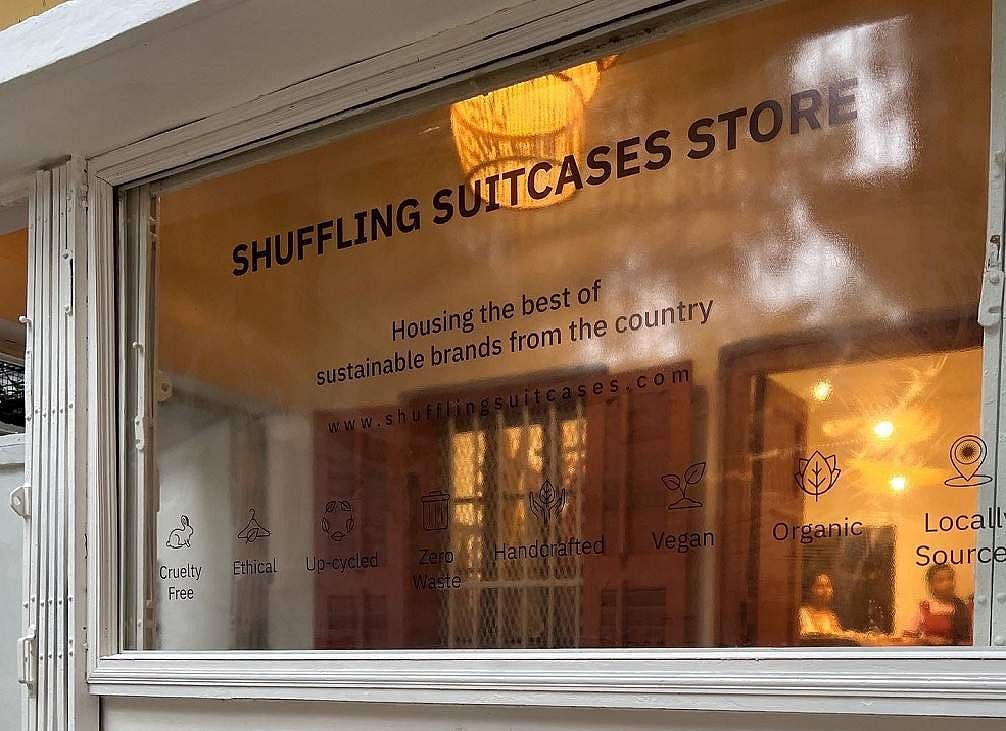 SHUFFLING SUITCASES STORE
Housing the best of
sustainable brands from the country
www.shufflingsuitcases.com
Cruelty
Free
Ethical
Up-cycled
Zero
Waste
Handcrafted
Vegan
Organic
Locally
Source